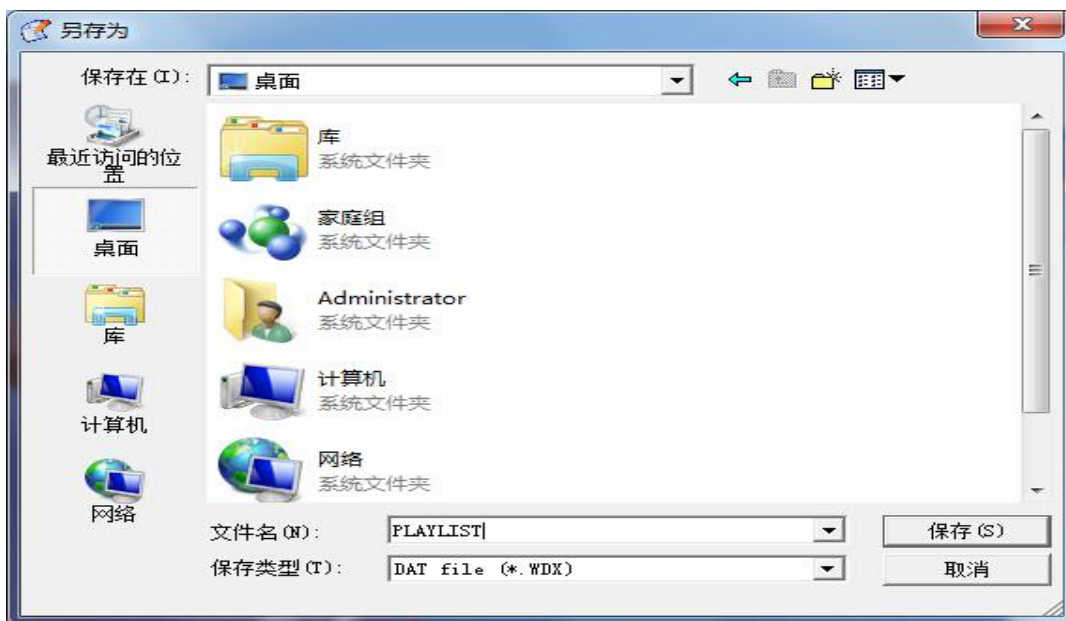 另存为
保存在(I):
桌面
最近访问的位
置
桌面
库
计算机
网络
库
系统文件夹
家庭组
系统文件夹
Administrator
系统文件夹
计算机
系统文件夹
网络
系统文件夹
文件名(N):
PLAYLIST
保存(S)
保存类型(T):
DAT file (*.WDX)
取消